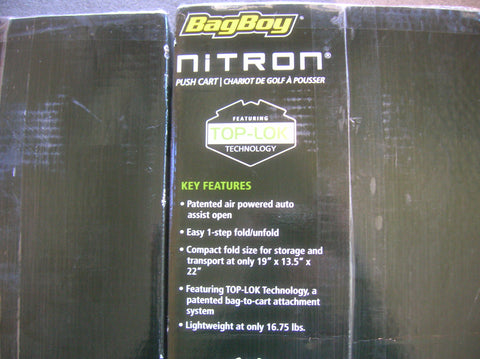 BagBoy
NiTRON®
PUSH CART | CHARIOT DE GOLF À POUSSER
FEATURING
TOP-LOK
TECHNOLOGY
KEY FEATURES
• Patented air powered auto
assist open
• Easy 1-step fold/unfold
• Compact fold size for storage and
transport at only 19" x 13.5" x
22"
• Featuring TOP-LOK Technology, a
patented bag-to-cart attachment
system
• Lightweight at only 16.75 lbs.